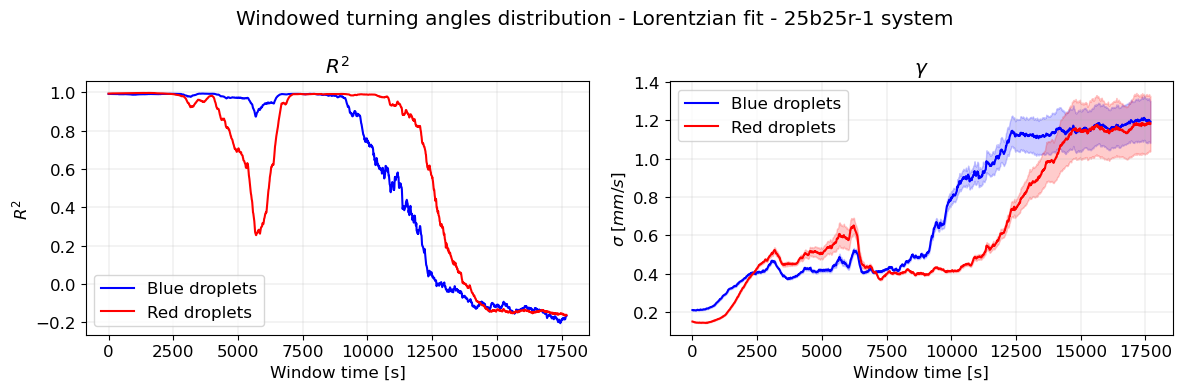 Windowed turning angles distribution - Lorentzian fit - 25b25r-1 system
R²
R²
1.0
0.8
0.6
0.4
0.2
0.0
−0.2
Blue droplets
Red droplets
0 2500 5000 7500 10000 12500 15000 17500
Window time [s]
γ
σ [mm/s]
1.4
1.2
1.0
0.8
0.6
0.4
0.2
Blue droplets
Red droplets
0 2500 5000 7500 10000 12500 15000 17500
Window time [s]